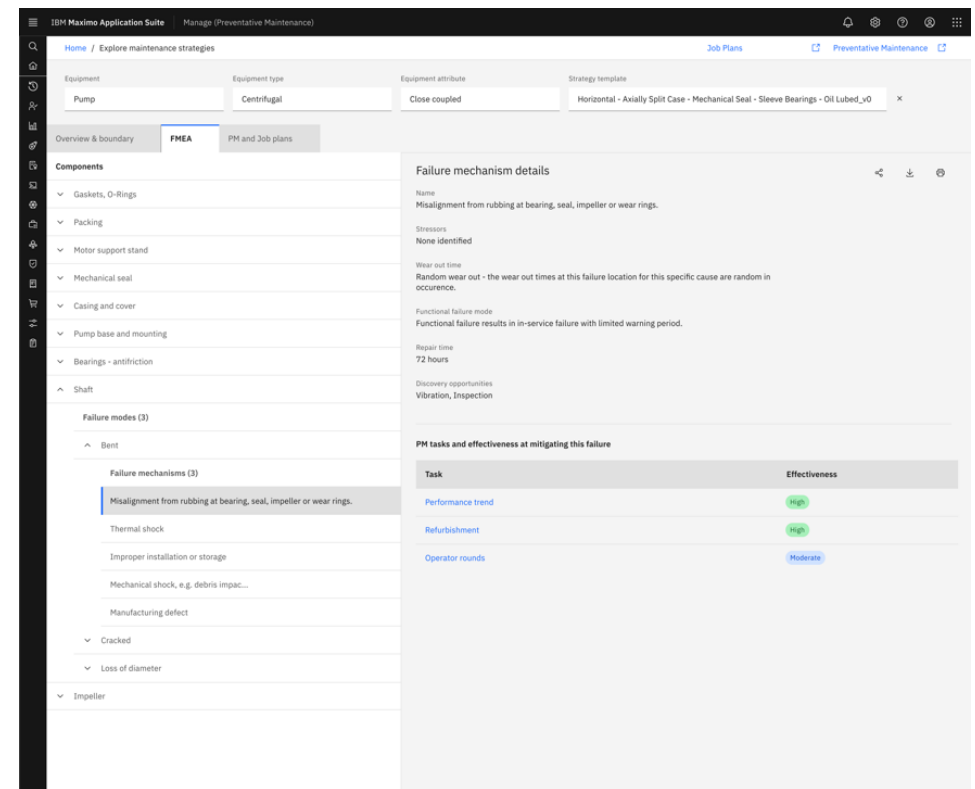 IBM Maximo Application Suite Manage (Preventative Maintenance)
Home / Explore maintenance strategies Job Plans Preventative Maintenance
Equipment Equipment type Equipment attribute Strategy template
Pump Centrifugal Close coupled Horizontal - Axially Split Case - Mechanical Seal - Sleeve Bearings - Oil Lubed_v0
Overview & boundary FMEA PM and Job plans
Components
Gaskets, O-Rings
Packing
Motor support stand
Mechanical seal
Casing and cover
Pump base and mounting
Bearings - antifriction
Shaft
Failure modes (3)
Bent
Failure mechanisms (3)
Misalignment from rubbing at bearing, seal, impeller or wear rings.
Thermal shock
Improper installation or storage
Mechanical shock, e.g. debris impac...
Manufacturing defect
Cracked
Loss of diameter
Impeller
Failure mechanism details
Name
Misalignment from rubbing at bearing, seal, impeller or wear rings.
Stressors
None identified
Wear out time
Random wear out - the wear out times at this failure location for this specific cause are random in
occurence.
Functional failure mode
Functional failure results in in-service failure with limited warning period.
Repair time
72 hours
Discovery opportunities
Vibration, Inspection
PM tasks and effectiveness at mitigating this failure
Task Effectiveness
Performance trend High
Refurbishment High
Operator rounds Moderate